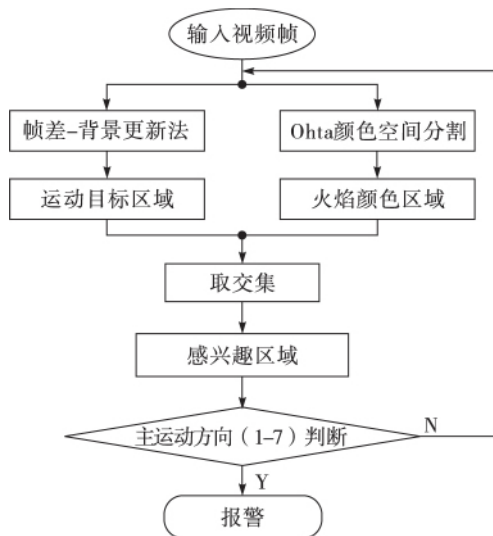 输入视频帧
帧差-背景更新法
Ohta颜色空间分割
运动目标区域
火焰颜色区域
取交集
感兴趣区域
主运动方向（1-7）判断
N
Y
报警